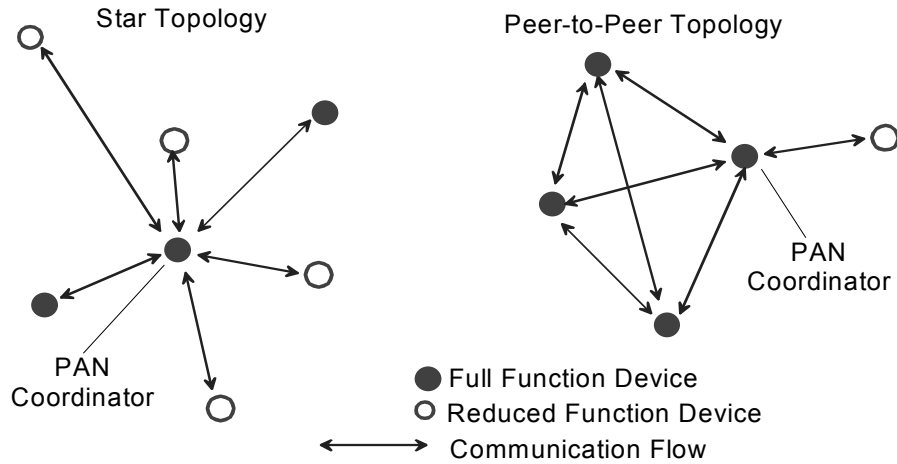 Star Topology
Peer-to-Peer Topology
PAN
Coordinator
PAN
Coordinator
Full Function Device
Reduced Function Device
Communication Flow